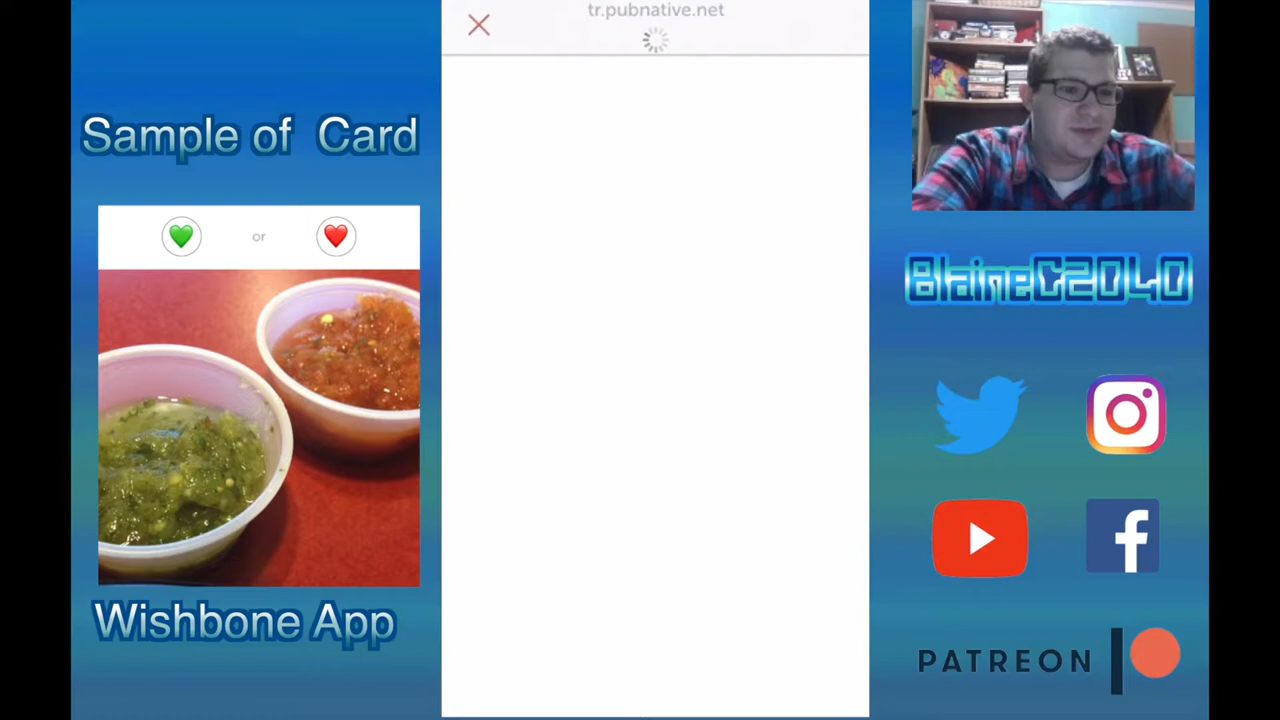 Sample of Card
or
Wishbone App
tr.pubnative.net
BlaineC2040
PATREON